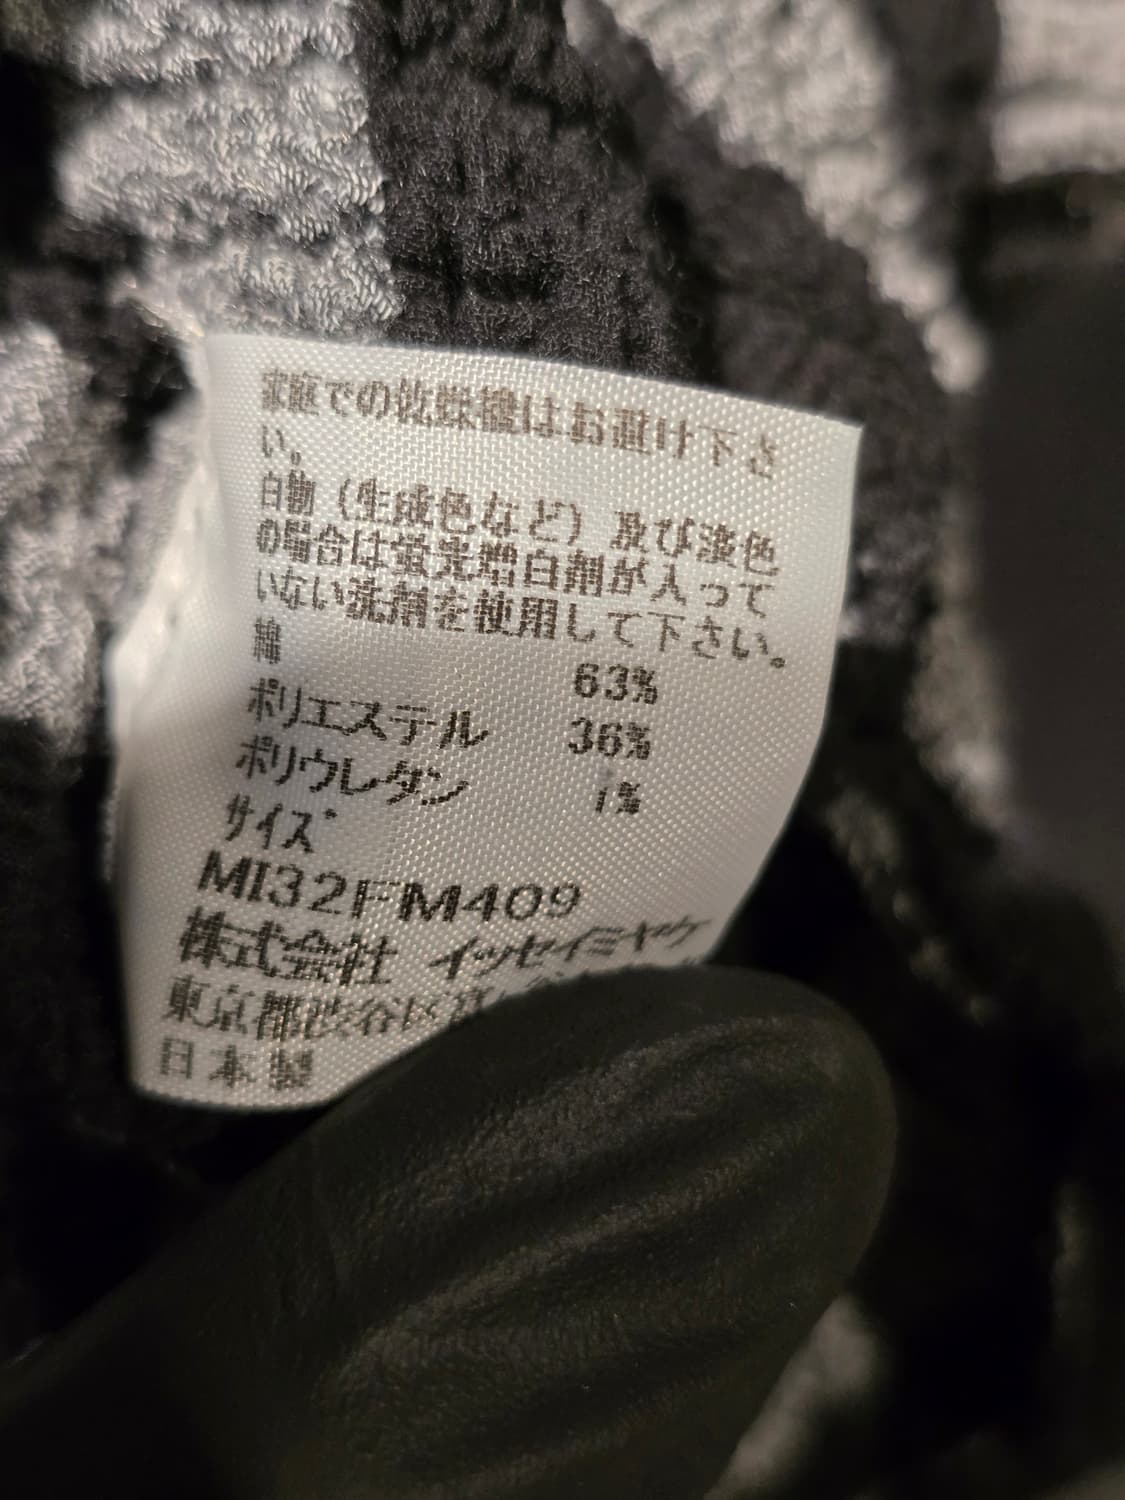 家庭での乾燥機はお避け下さ
い。
白物（生成色など）及び淡色
の場合は蛍光増白剤が入って
いない洗剤を使用して下さい。
綿 63%
ポリエステル 36%
ポリウレタン 1%
サイズ
MI32FM409
株式会社 イッセイミヤケ
東京都渋谷区
日本製